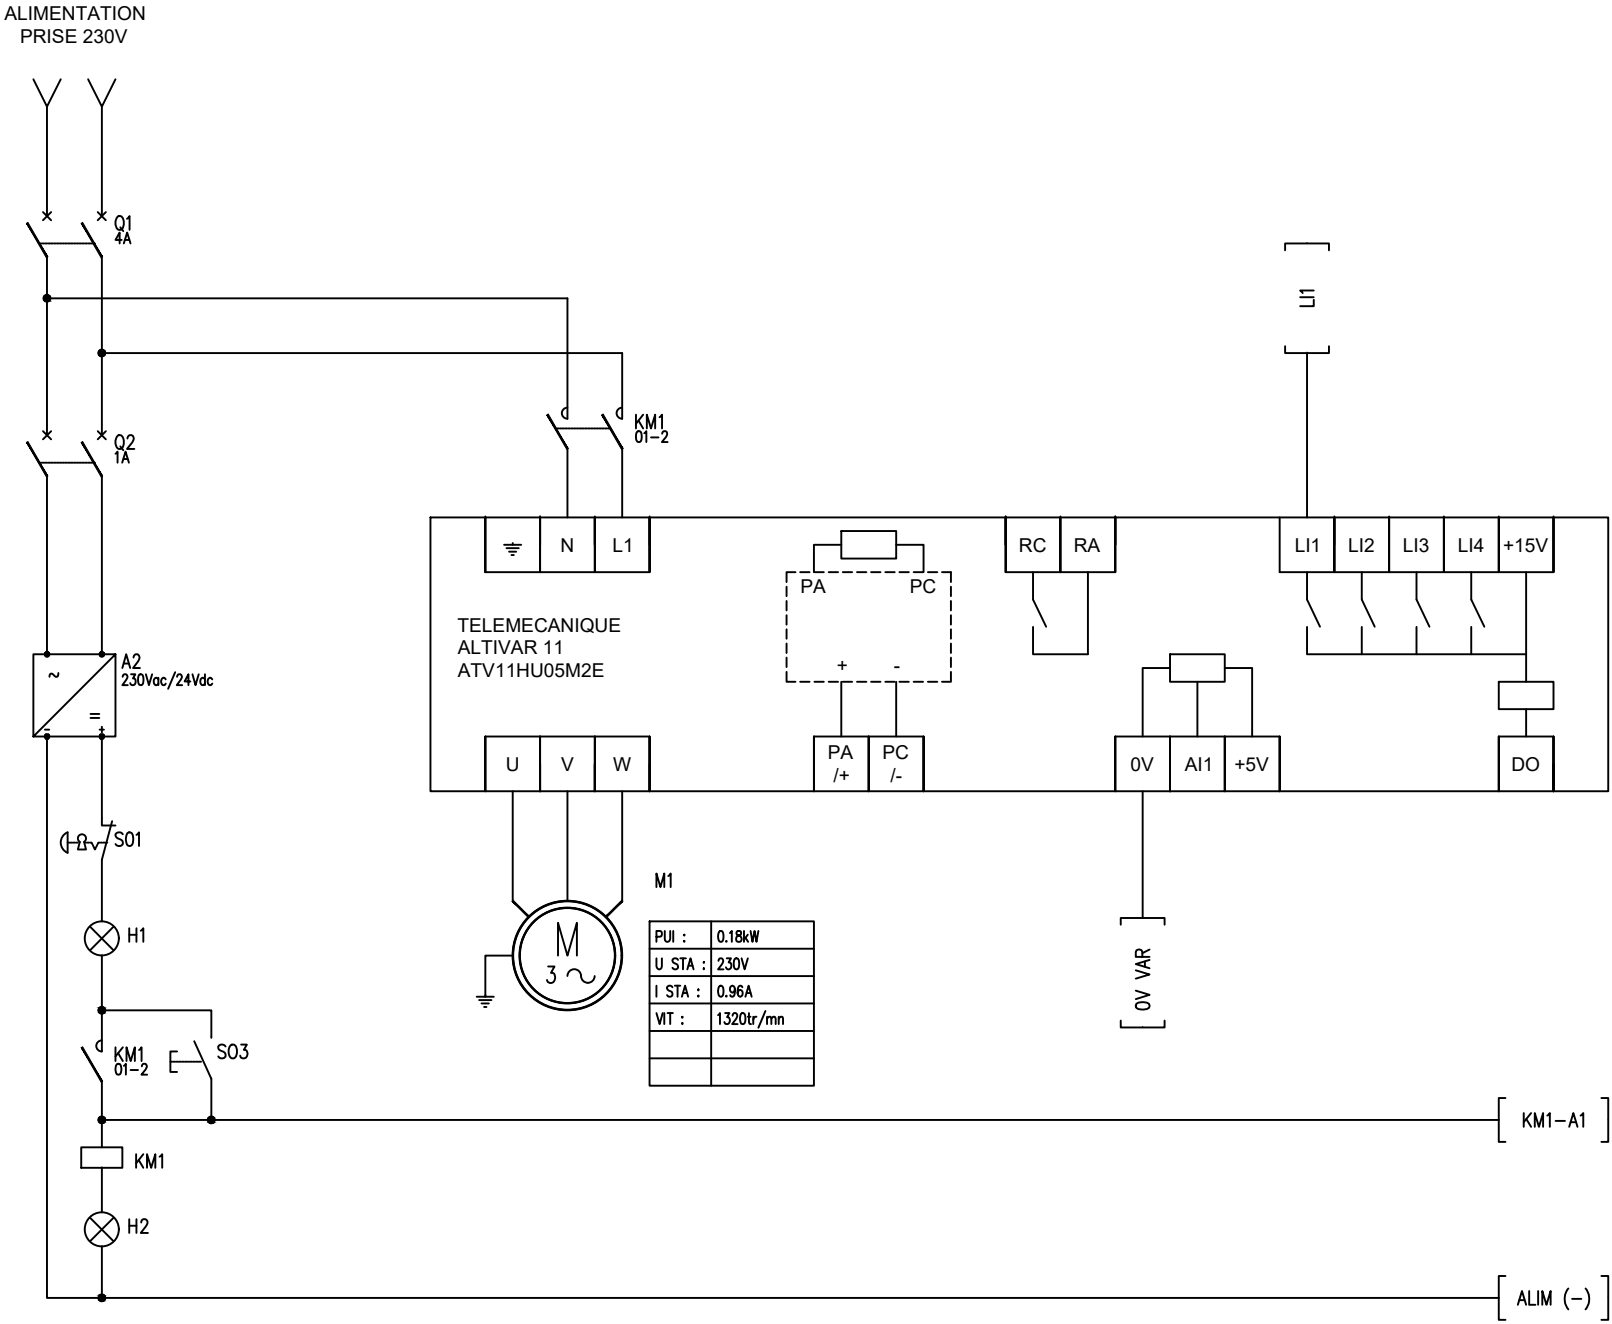 ALIMENTATION
PRISE 230V
Q1
4A
LI1
Q2
1A
KM1
01-2
N
L1
RC
RA
LI1
LI2
LI3
LI4
+15V
PA
PC
TELEMECANIQUE
ALTIVAR 11
ATV11HU05M2E
+
-
A2
230Vac/24Vdc
~
=
-
+
U
V
W
PA
/+
PC
/-
0V
AI1
+5V
DO
S01
M1
H1
M
3 ~
PUI :
0.18kW
U STA :
230V
I STA :
0.96A
VIT :
1320tr/mn
0V VAR
KM1
01-2
S03
KM1-A1
KM1
H2
ALIM (-)